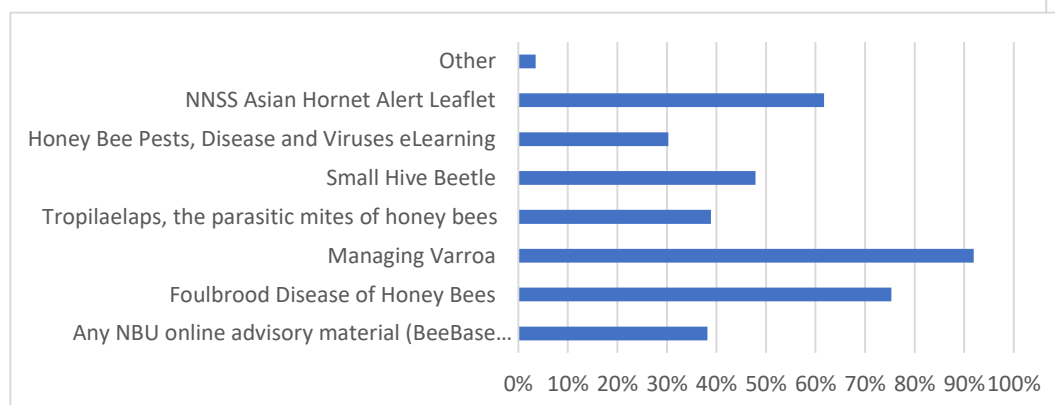 Other
NNSS Asian Hornet Alert Leaflet
Honey Bee Pests, Disease and Viruses eLearning
Small Hive Beetle
Tropilaelaps, the parasitic mites of honey bees
Managing Varroa
Foulbrood Disease of Honey Bees
Any NBU online advisory material (BeeBase...
0% 10% 20% 30% 40% 50% 60% 70% 80% 90% 100%